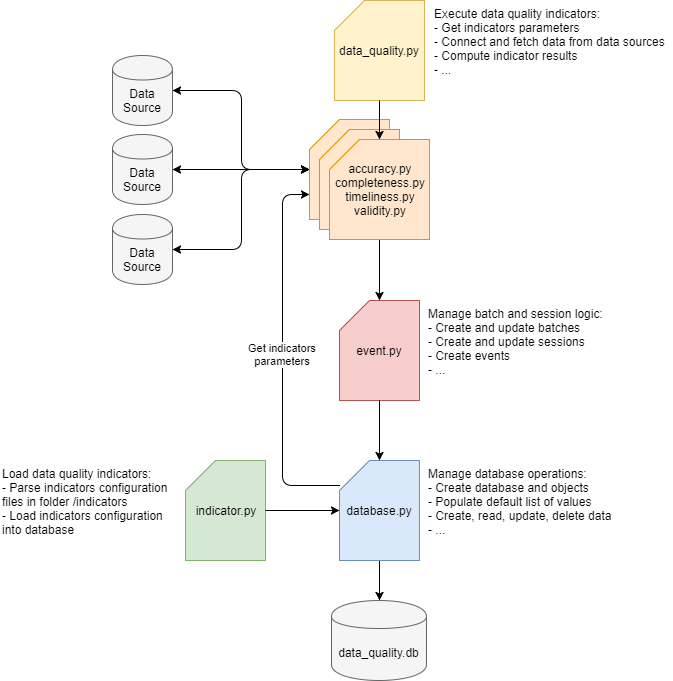 Execute data quality indicators:
- Get indicators parameters
- Connect and fetch data from data sources
- Compute indicator results
- ...
data_quality.py
Data
Source
Data
Source
Data
Source
accuracy.py
completeness.py
timeliness.py
validity.py
Manage batch and session logic:
- Create and update batches
- Create and update sessions
- Create events
- ...
event.py
Get indicators
parameters
Load data quality indicators:
- Parse indicators configuration
files in folder /indicators
- Load indicators configuration
into database
indicator.py
database.py
Manage database operations:
- Create database and objects
- Populate default list of values
- Create, read, update, delete data
- ...
data_quality.db